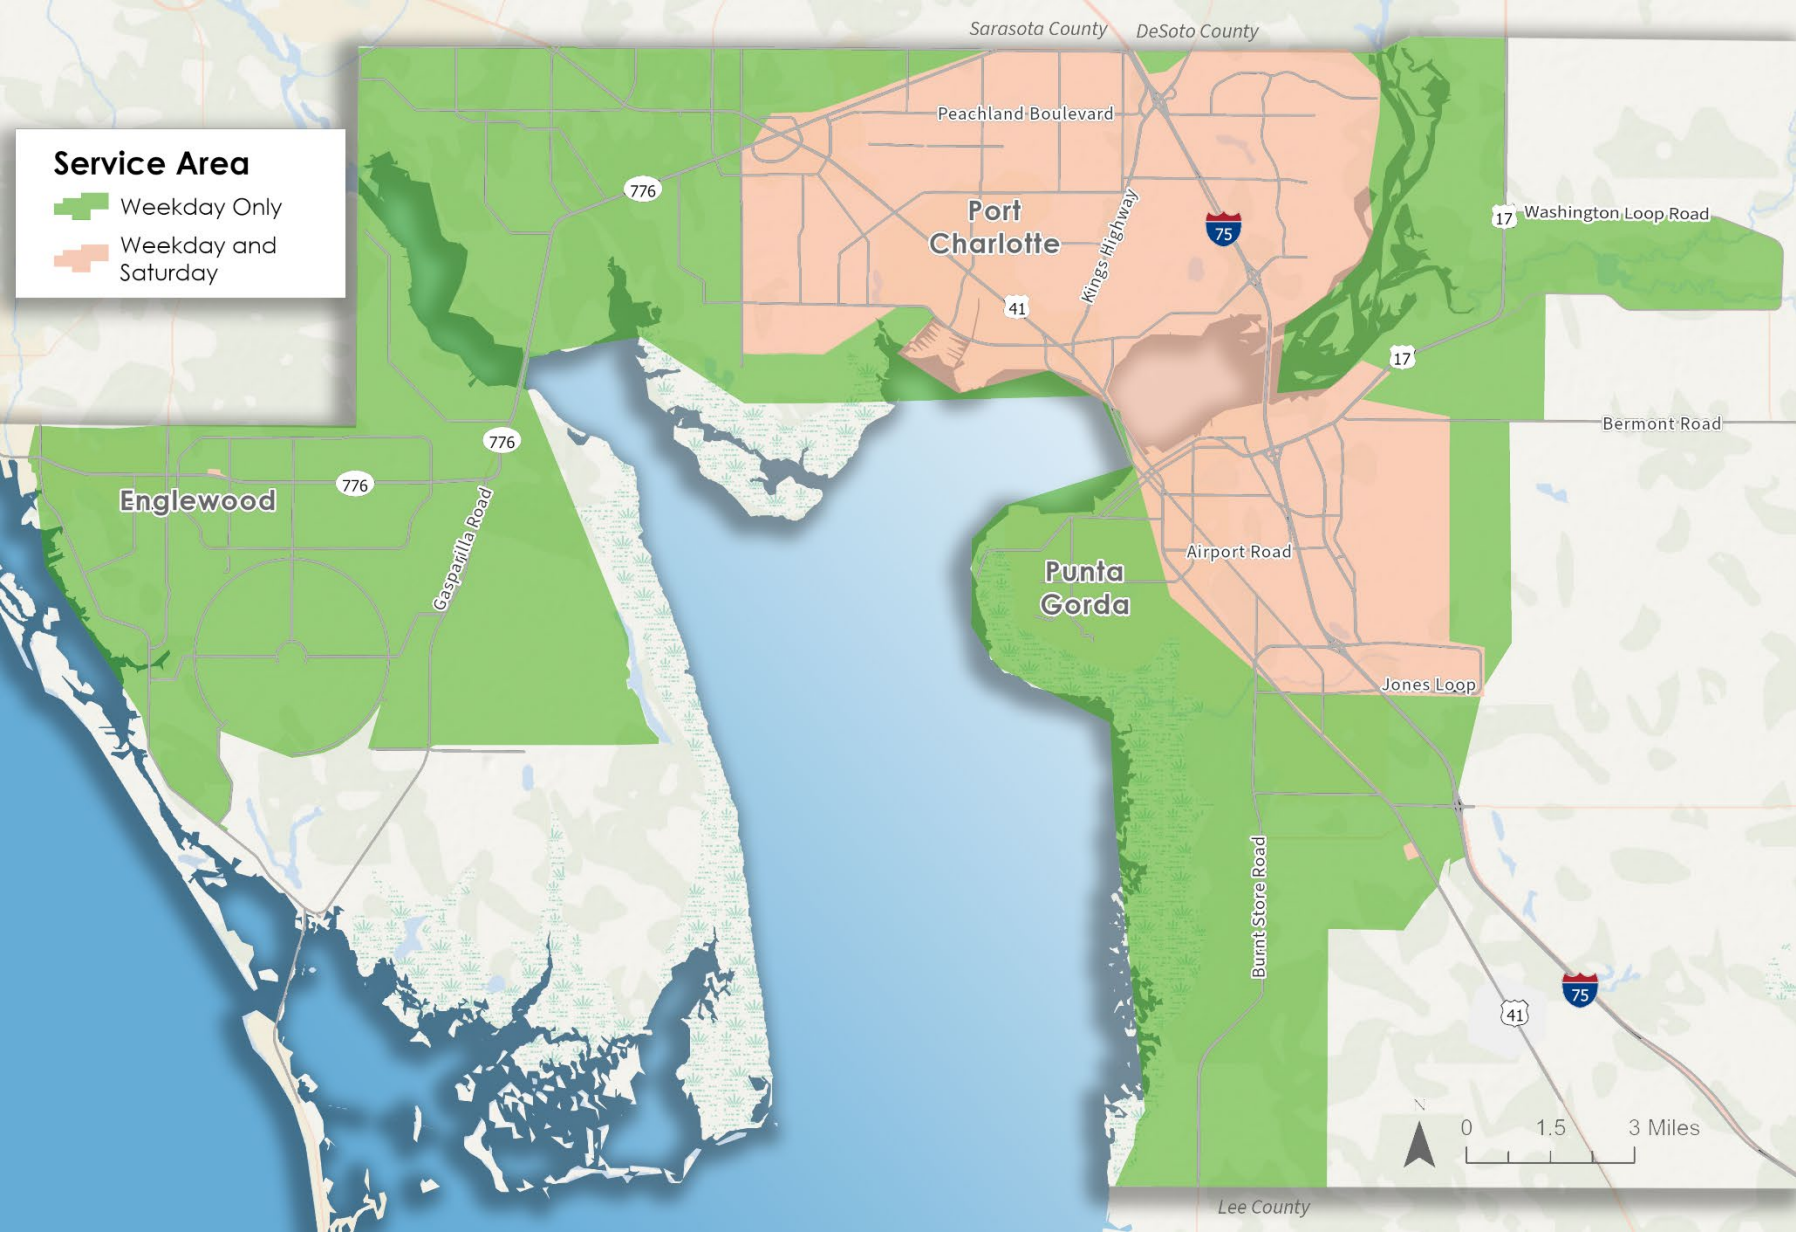 Sarasota County
DeSoto County
Peachland Boulevard
Service Area
Weekday Only
Weekday and
Saturday
776
Port
Charlotte
Kings Highway
75
17
Washington Loop Road
41
17
776
Bermont Road
776
Englewood
Gasparilla Road
Airport Road
Punta
Gorda
Jones Loop
Burnt Store Road
75
41
N
0
1.5
3 Miles
Lee County